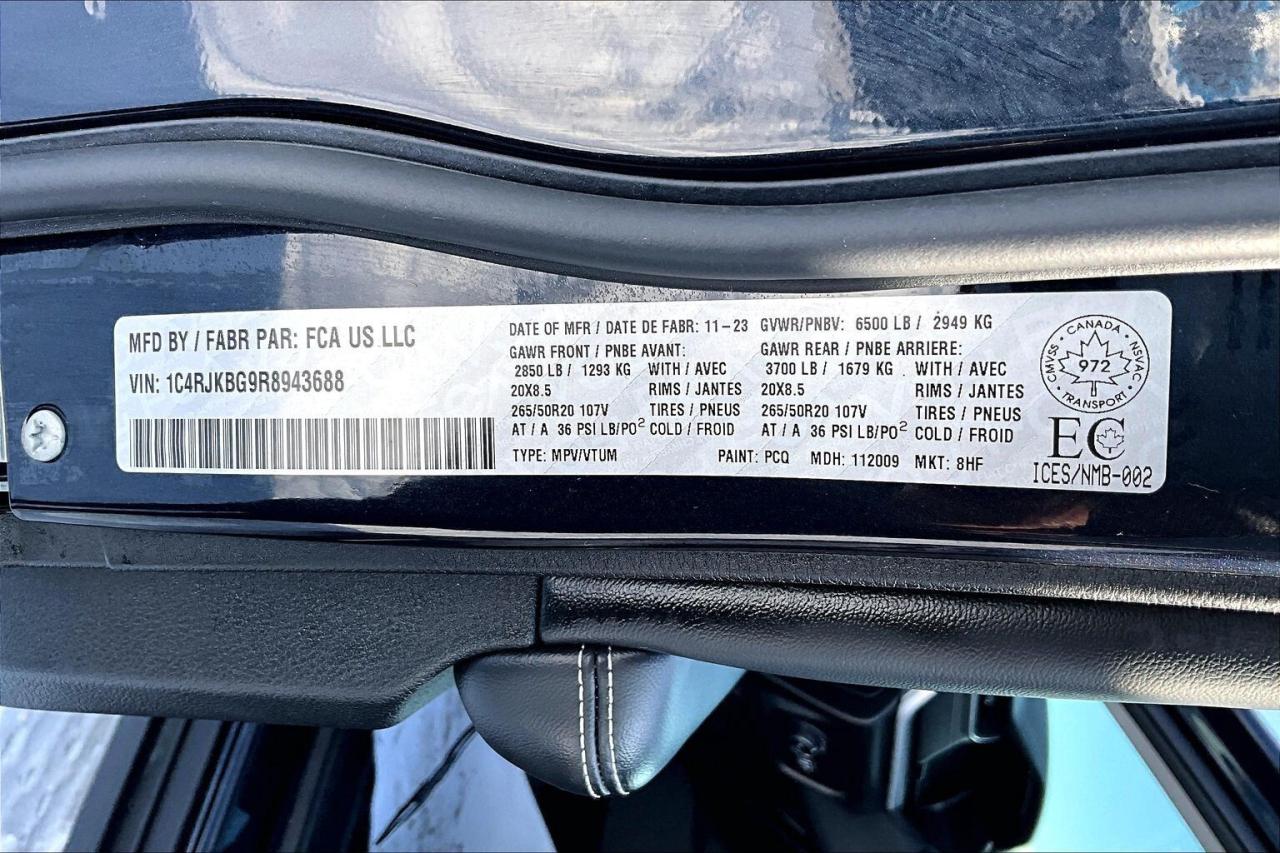 MFD BY / FABR PAR: FCA US LLC
VIN: 1C4RJKBG9R8943688
DATE OF MFR / DATE DE FABR: 11-23 GVWR/PNBV: 6500 LB / 2949 KG
GAWR FRONT / PNBE AVANT: GAWR REAR / PNBE ARRIERE:
2850 LB / 1293 KG WITH / AVEC 3700 LB / 1679 KG WITH / AVEC
20X8.5 RIMS / JANTES 20X8.5 RIMS / JANTES
265/50R20 107V TIRES / PNEUS 265/50R20 107V TIRES / PNEUS
AT / A 36 PSI LB/PO² COLD / FROID AT / A 36 PSI LB/PO² COLD / FROID
TYPE: MPV/VTUM PAINT: PCQ MDH: 112009 MKT: 8HF
CANADA
CMVSS 972 NSVAC
TRANSPORT
EC
ICES/NMB-002